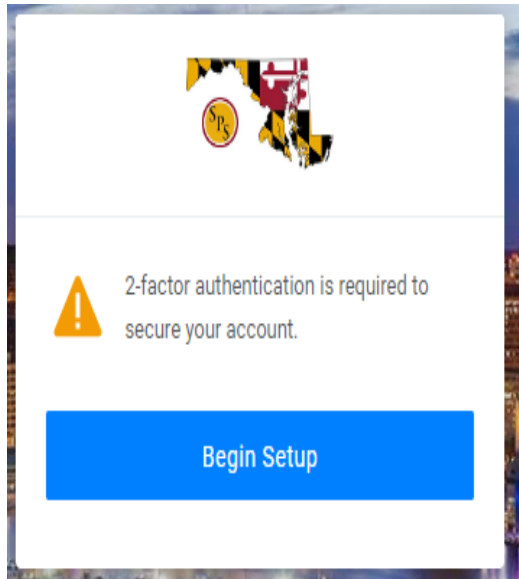 SPS
2-factor authentication is required to
secure your account.
Begin Setup